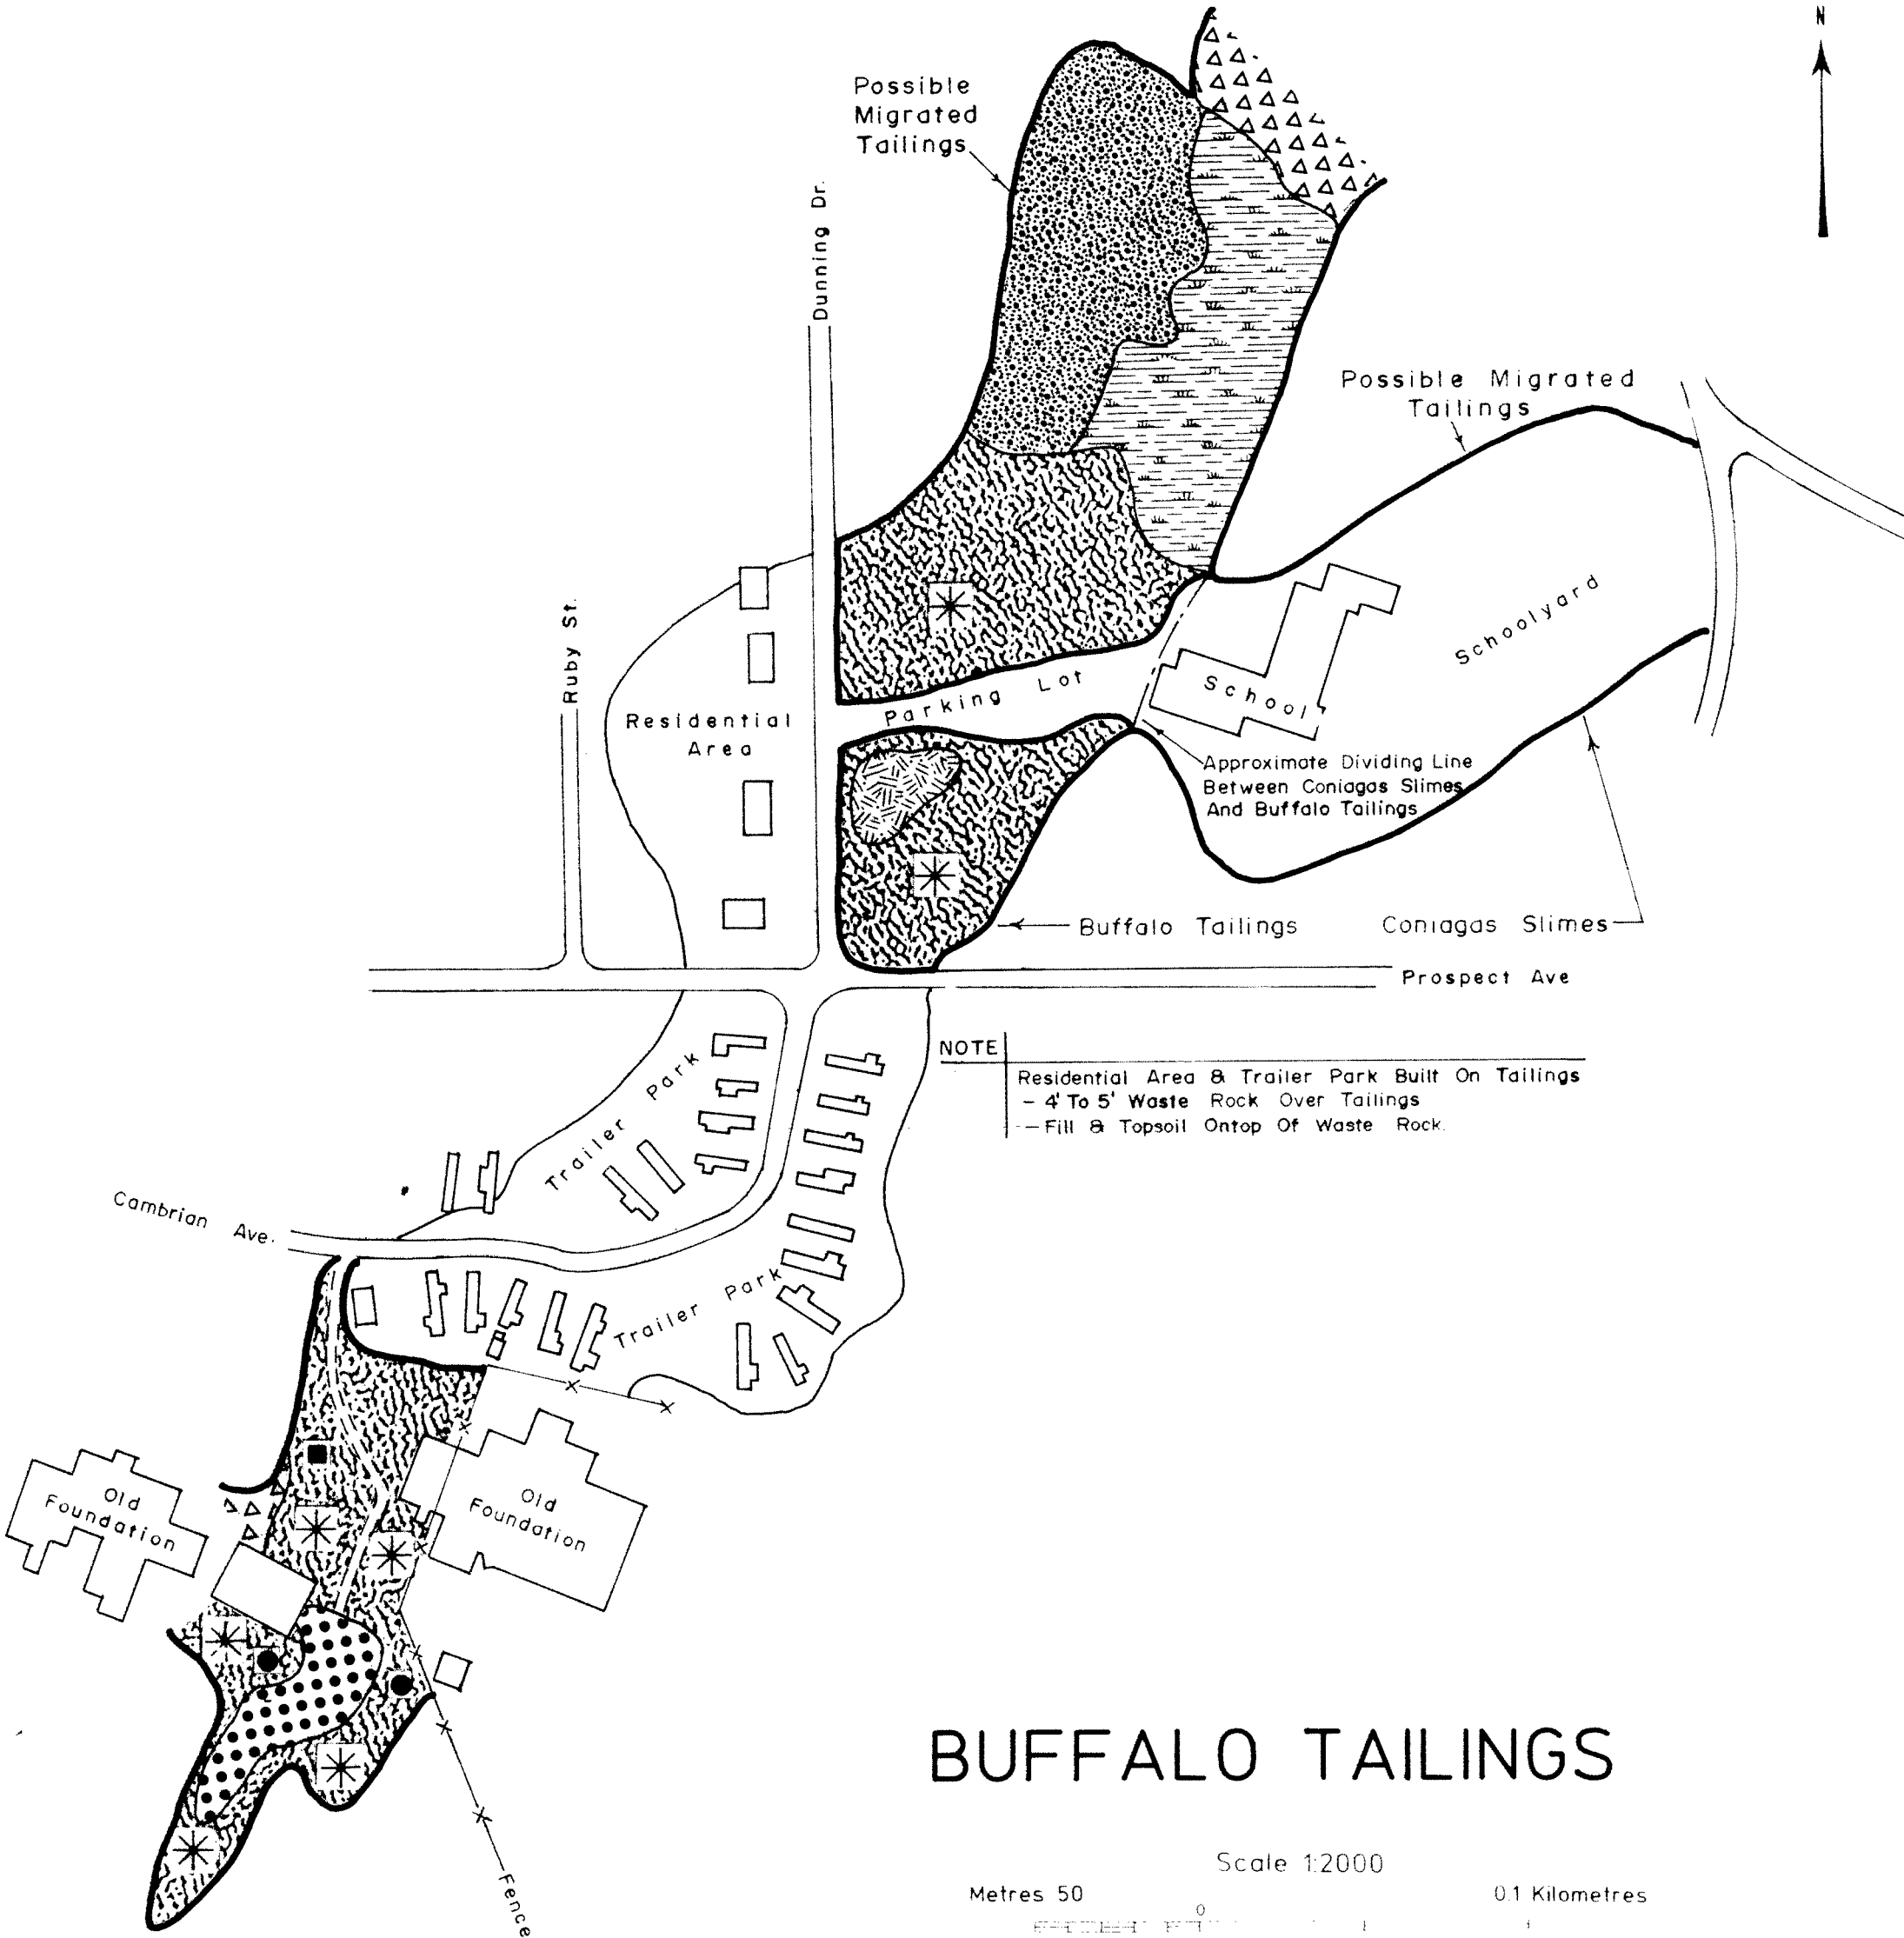 N
Possible
Migrated
Tailings
Dunning Dr.
Possible Migrated
Tailings
Ruby St.
Schoolyard
School
Parking Lot
Residential
Area
Approximate Dividing Line
Between Coniagas Slimes
And Buffalo Tailings
Buffalo Tailings
Coniagas Slimes
Prospect Ave
NOTE
Residential Area & Trailer Park Built On Tailings
- 4' To 5' Waste Rock Over Tailings
- Fill & Topsoil Ontop Of Waste Rock.
Trailer Park
Cambrian Ave.
Trailer Park
Old
Foundation
Old
Foundation
BUFFALO TAILINGS
Scale 1:2000
Metres 50
0
0.1 Kilometres
Fence